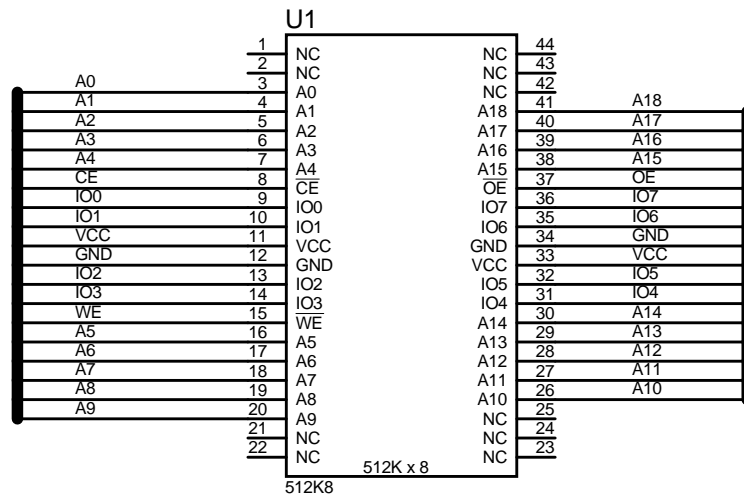 U1
1 NC NC 44
2 NC NC 43
A0 3 A0 NC 42
A1 4 A1 A18 41 A18
A2 5 A2 A17 40 A17
A3 6 A3 A16 39 A16
A4 7 A4 A15 38 A15
CE 8 CE OE 37 OE
IO0 9 IO0 IO7 36 IO7
IO1 10 IO1 IO6 35 IO6
VCC 11 VCC GND 34 GND
GND 12 GND VCC 33 VCC
IO2 13 IO2 IO5 32 IO5
IO3 14 IO3 IO4 31 IO4
WE 15 WE A14 30 A14
A5 16 A5 A13 29 A13
A6 17 A6 A12 28 A12
A7 18 A7 A11 27 A11
A8 19 A8 A10 26 A10
A9 20 A9 NC 25
21 NC NC 24
22 NC NC 23
512K x 8
512K8